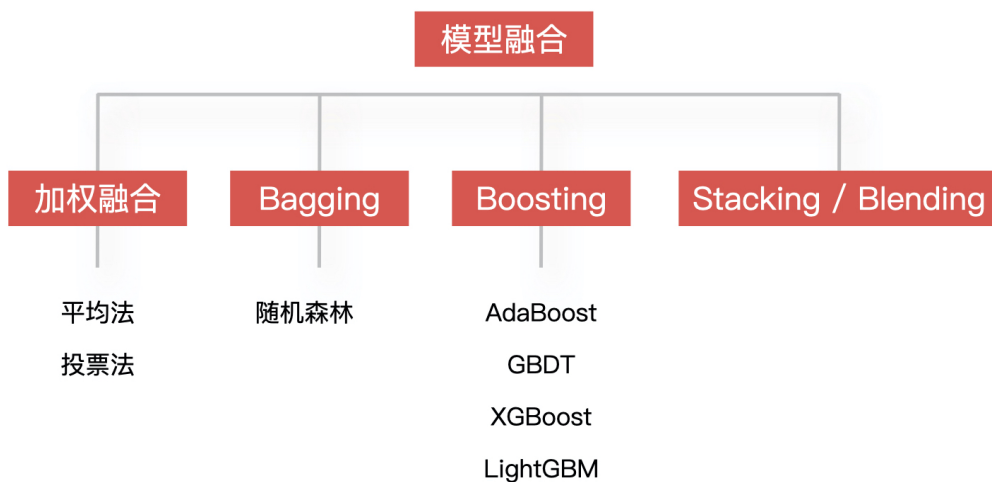 模型融合
加权融合
Bagging
Boosting
Stacking / Blending
平均法
投票法
随机森林
AdaBoost
GBDT
XGBoost
LightGBM